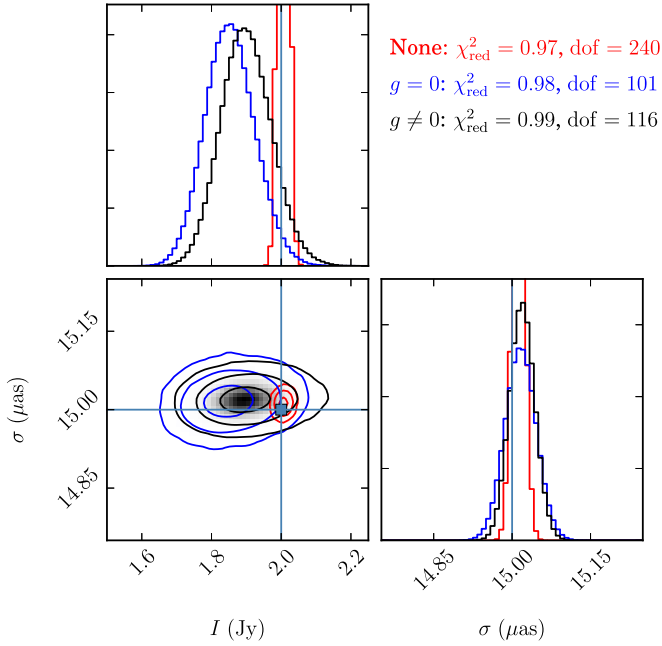 None: χ²_red = 0.97, dof = 240
g = 0: χ²_red = 0.98, dof = 101
g ≠ 0: χ²_red = 0.99, dof = 116
σ (μas)
15.15
15.00
14.85
1.6 1.8 2.0 2.2
I (Jy)
14.85 15.00 15.15
σ (μas)